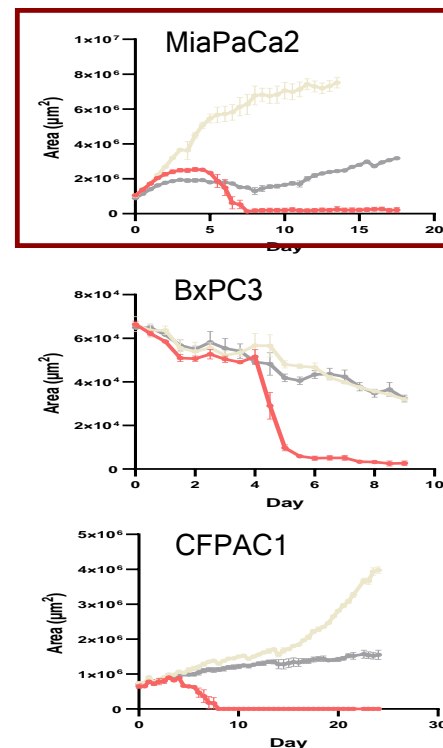 MiaPaCa2
1×10⁷
8×10⁶
6×10⁶
4×10⁶
2×10⁶
0
Area (µm²)
0 5 10 15 20
Day
BxPC3
8×10⁴
6×10⁴
4×10⁴
2×10⁴
0
Area (µm²)
0 2 4 6 8 10
Day
CFPAC1
5×10⁶
4×10⁶
3×10⁶
2×10⁶
1×10⁶
0
Area (µm²)
0 10 20 30
Day